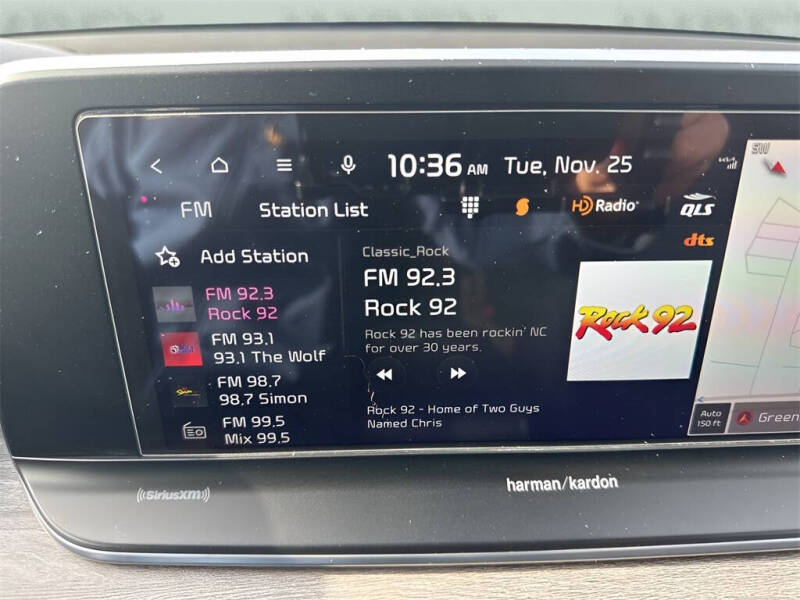 10:36 AM Tue, Nov. 25
SW
FM Station List
HD Radio
QLS
dts
Add Station
FM 92.3
Rock 92
FM 93.1
93.1 The Wolf
FM 98.7
98.7 Simon
FM 99.5
Mix 99.5
Classic_Rock
FM 92.3
Rock 92
Rock 92 has been rockin' NC
for over 30 years.
Rock 92 - Home of Two Guys
Named Chris
ROCK 92
Auto
150 ft
Green
((SiriusXM))
harman/kardon